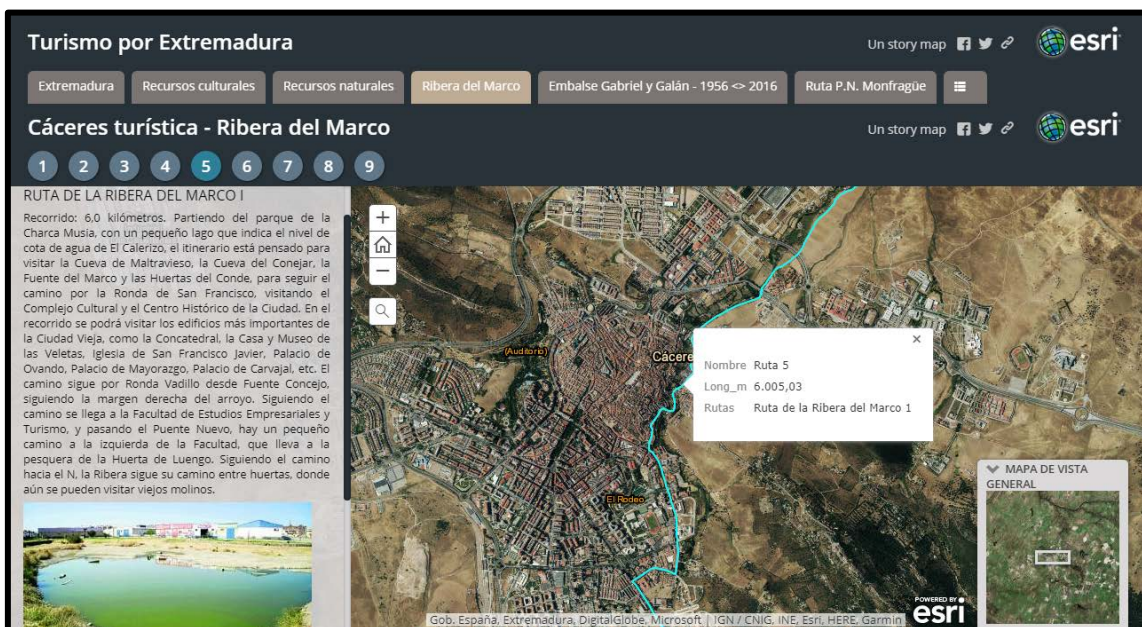 Turismo por Extremadura
Un story map
esri
Extremadura
Recursos culturales
Recursos naturales
Ribera del Marco
Embalse Gabriel y Galán - 1956 <> 2016
Ruta P.N. Monfragüe
Cáceres turística - Ribera del Marco
Un story map
esri
1 2 3 4 5 6 7 8 9
RUTA DE LA RIBERA DEL MARCO I
Recorrido: 6,0 kilómetros. Partiendo del parque de la
Charca Musia, con un pequeño lago que indica el nivel de
cota de agua de El Calerizo, el itinerario está pensado para
visitar la Cueva de Maltravieso, la Cueva del Conejar, la
Fuente del Marco y las Huertas del Conde, para seguir el
camino por la Ronda de San Francisco, visitando el
Complejo Cultural y el Centro Histórico de la Ciudad. En el
recorrido se podrá visitar los edificios más importantes de
la Ciudad Vieja, como la Concatedral, la Casa y Museo de
las Veletas, Iglesia de San Francisco Javier, Palacio de
Ovando, Palacio de Mayorazgo, Palacio de Carvajal, etc. El
camino sigue por Ronda Vadillo desde Fuente Concejo,
siguiendo la margen derecha del arroyo. Siguiendo el
camino se llega a la Facultad de Estudios Empresariales y
Turismo, y pasando el Puente Nuevo, hay un pequeño
camino a la izquierda de la Facultad, que lleva a la
pesquera de la Huerta de Luengo. Siguiendo el camino
hacia el N, la Ribera sigue su camino entre huertas, donde
aún se pueden visitar viejos molinos.
+
−
(Auditorio)
Cácere
El Rodeo
×
Nombre Ruta 5
Long_m 6.005,03
Rutas Ruta de la Ribera del Marco 1
MAPA DE VISTA
GENERAL
POWERED BY
esri
Gob. España, Extremadura, DigitalGlobe, Microsoft | IGN / CNIG, INE, Esri, HERE, Garmin